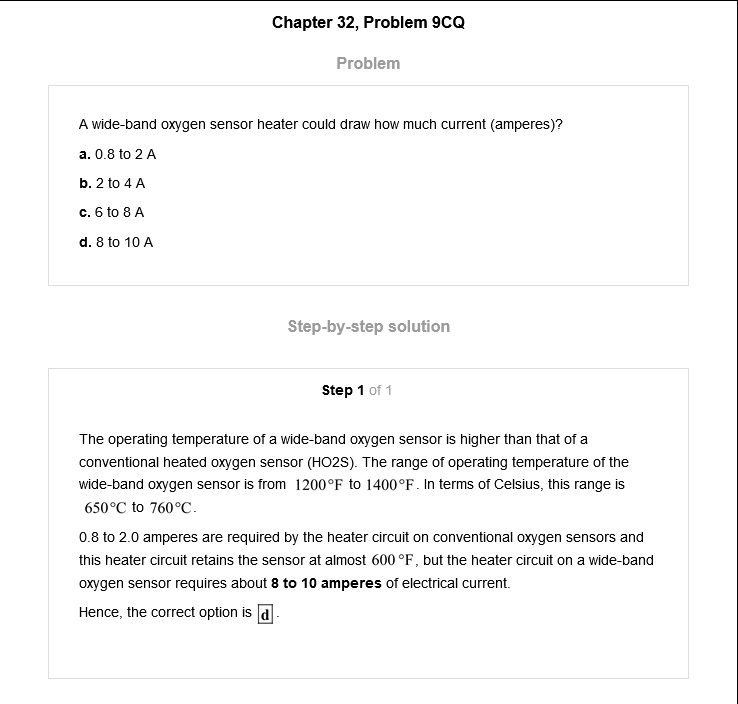 Chapter 32, Problem 9CQ
Problem
A wide-band oxygen sensor heater could draw how much current (amperes)?
a. 0.8 to 2 A
b. 2 to 4 A
c. 6 to 8 A
d. 8 to 10 A
Step-by-step solution
Step 1 of 1
The operating temperature of a wide-band oxygen sensor is higher than that of a
conventional heated oxygen sensor (HO2S). The range of operating temperature of the
wide-band oxygen sensor is from 1200°F to 1400°F. In terms of Celsius, this range is
650°C to 760°C.
0.8 to 2.0 amperes are required by the heater circuit on conventional oxygen sensors and
this heater circuit retains the sensor at almost 600°F, but the heater circuit on a wide-band
oxygen sensor requires about 8 to 10 amperes of electrical current.
Hence, the correct option is d.